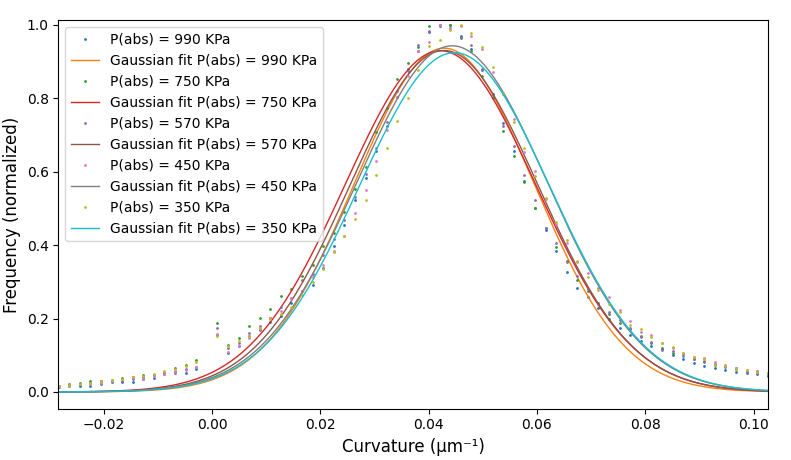 1.0
0.8
0.6
0.4
0.2
0.0
Frequency (normalized)
P(abs) = 990 KPa
Gaussian fit P(abs) = 990 KPa
P(abs) = 750 KPa
Gaussian fit P(abs) = 750 KPa
P(abs) = 570 KPa
Gaussian fit P(abs) = 570 KPa
P(abs) = 450 KPa
Gaussian fit P(abs) = 450 KPa
P(abs) = 350 KPa
Gaussian fit P(abs) = 350 KPa
−0.02 0.00 0.02 0.04 0.06 0.08 0.10
Curvature (μm⁻¹)